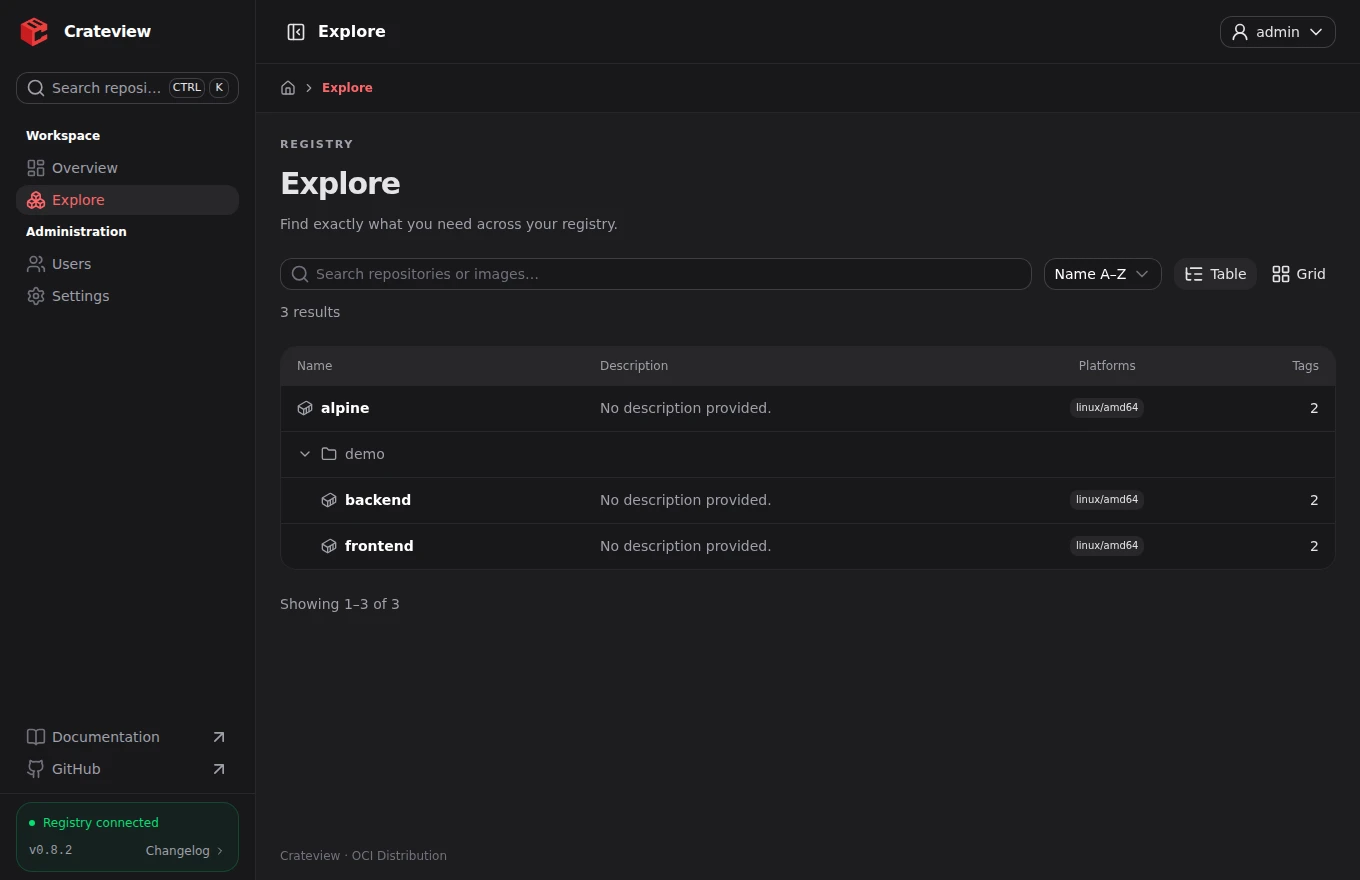 Crateview
Search reposi… CTRL K
Workspace
Overview
Explore
Administration
Users
Settings
Documentation
GitHub
Registry connected
v0.8.2 Changelog
Explore
admin
Explore
REGISTRY
Explore
Find exactly what you need across your registry.
Search repositories or images… Name A–Z Table Grid
3 results
Name Description Platforms Tags
alpine No description provided. linux/amd64 2
demo
backend No description provided. linux/amd64 2
frontend No description provided. linux/amd64 2
Showing 1–3 of 3
Crateview · OCI Distribution